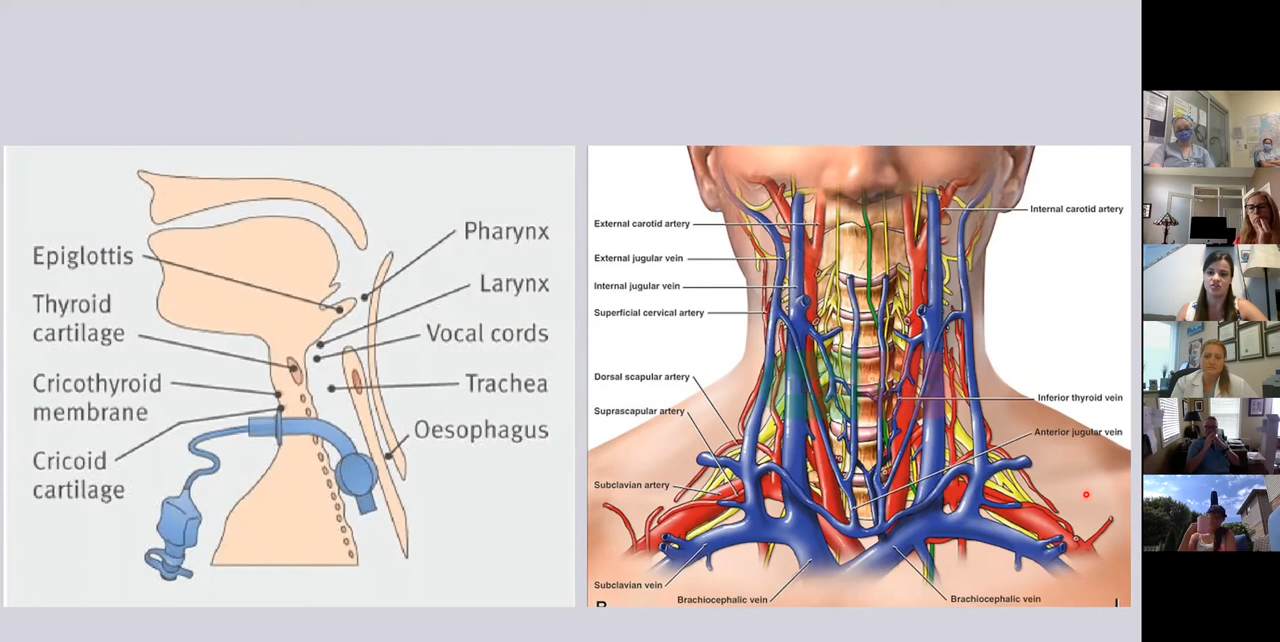 Epiglottis
Thyroid
cartilage
Cricothyroid
membrane
Cricoid
cartilage
Pharynx
Larynx
Vocal cords
Trachea
Oesophagus
External carotid artery
External jugular vein
Internal jugular vein
Superficial cervical artery
Dorsal scapular artery
Suprascapular artery
Subclavian artery
Subclavian vein
Brachiocephalic vein
Internal carotid artery
Inferior thyroid vein
Anterior jugular vein
Brachiocephalic vein